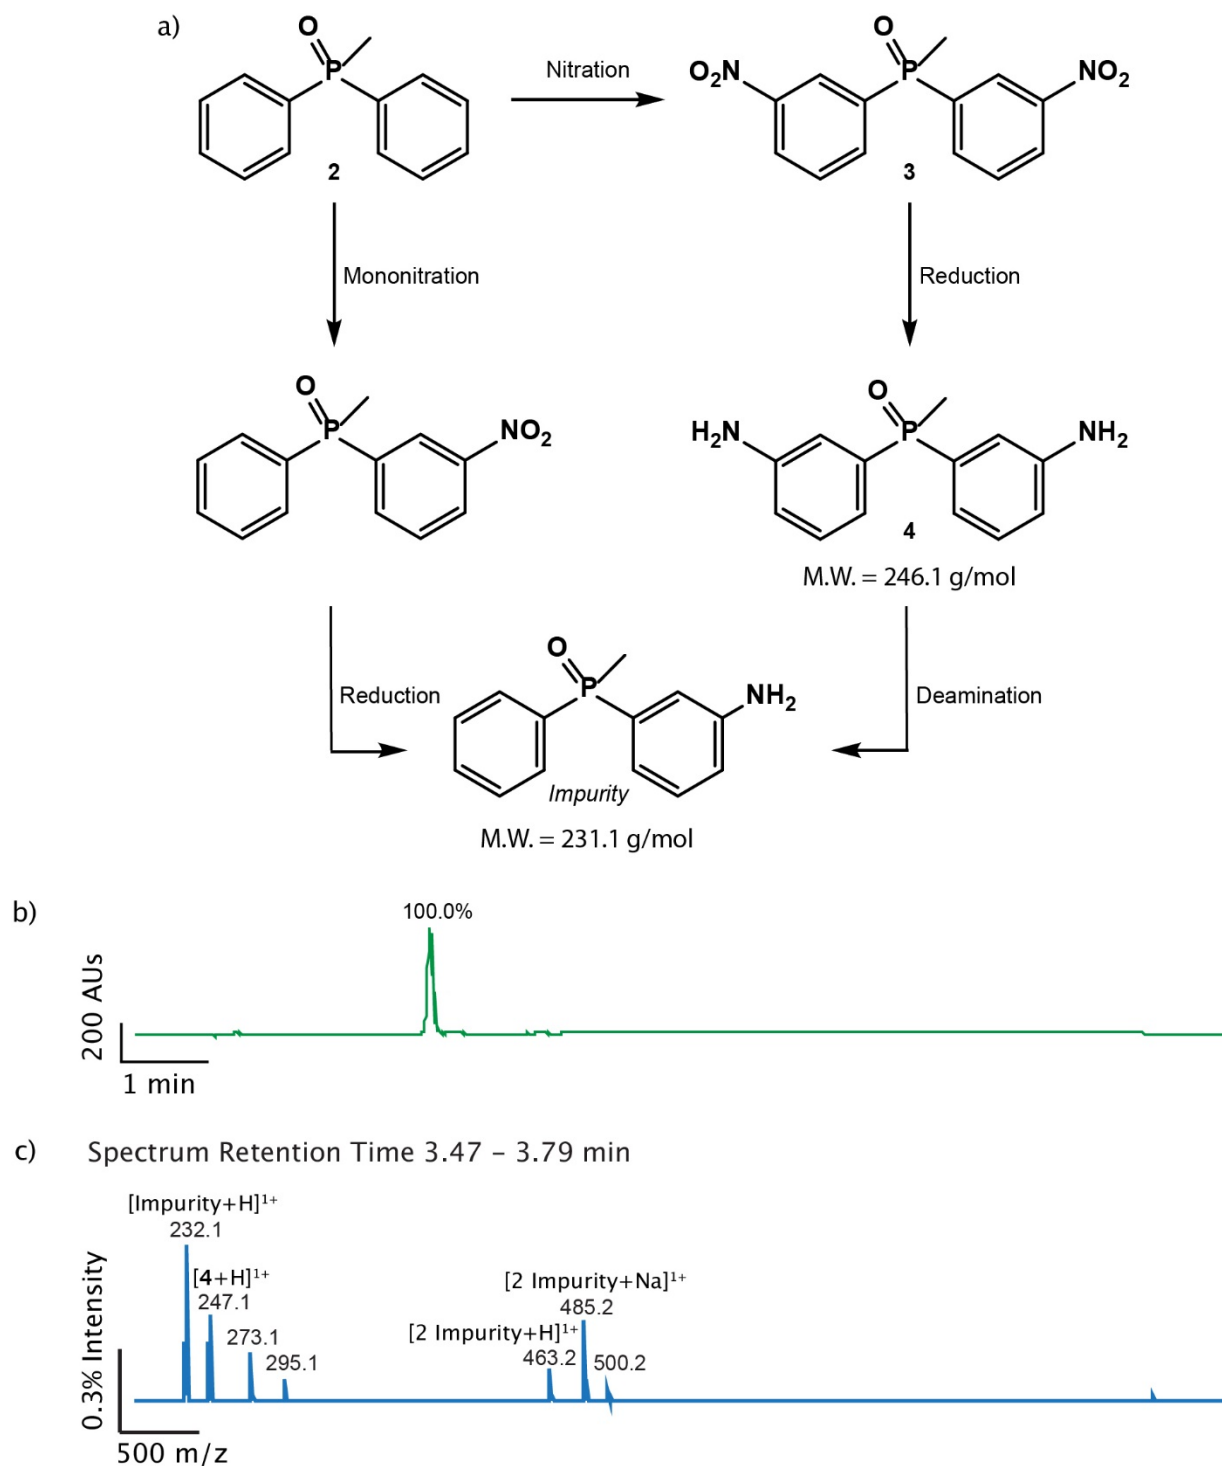 a)
O
P
2
Nitration
O
O₂N
P
NO₂
3
Mononitration
Reduction
O
P
NO₂
O
H₂N
P
NH₂
4
M.W. = 246.1 g/mol
Reduction
O
P
NH₂
Impurity
M.W. = 231.1 g/mol
Deamination
b)
100.0%
200 AUs
1 min
c)
Spectrum Retention Time 3.47 – 3.79 min
[Impurity+H]¹⁺
232.1
[4+H]¹⁺
247.1
273.1
295.1
[2 Impurity+H]¹⁺
463.2
[2 Impurity+Na]¹⁺
485.2
500.2
0.3% Intensity
500 m/z